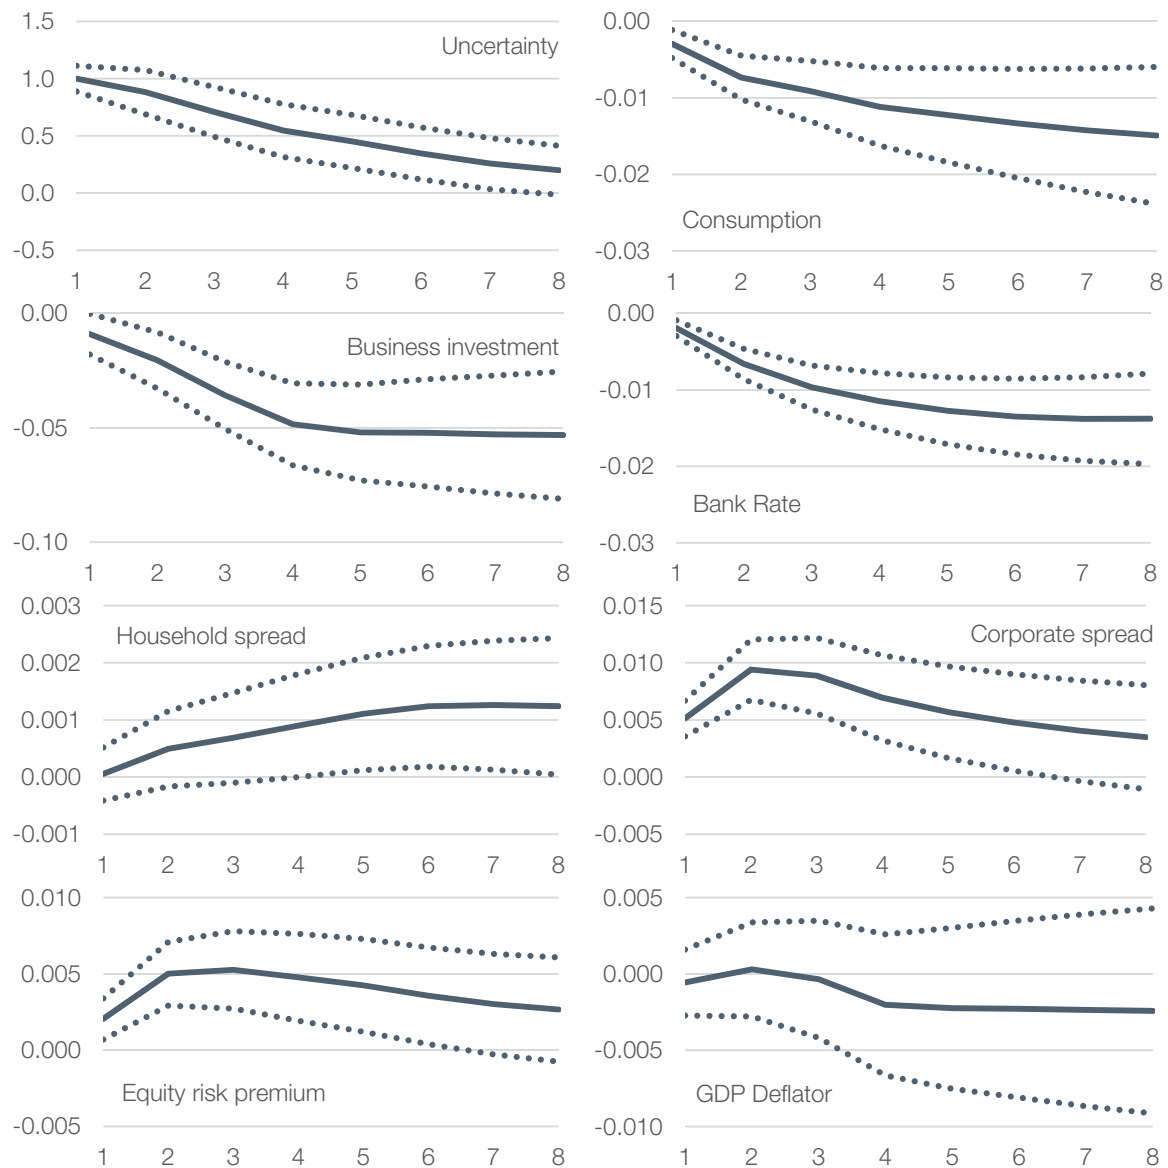 1.5
Uncertainty
1.0
0.5
0.0
-0.5
1 2 3 4 5 6 7 8
0.00
-0.01
-0.02
Consumption
-0.03
1 2 3 4 5 6 7 8
0.00
Business investment
-0.05
-0.10
1 2 3 4 5 6 7 8
0.00
-0.01
-0.02
Bank Rate
-0.03
1 2 3 4 5 6 7 8
0.003
Household spread
0.002
0.001
0.000
-0.001
1 2 3 4 5 6 7 8
0.015
Corporate spread
0.010
0.005
0.000
-0.005
1 2 3 4 5 6 7 8
0.010
0.005
0.000
Equity risk premium
-0.005
1 2 3 4 5 6 7 8
0.005
0.000
-0.005
GDP Deflator
-0.010
1 2 3 4 5 6 7 8